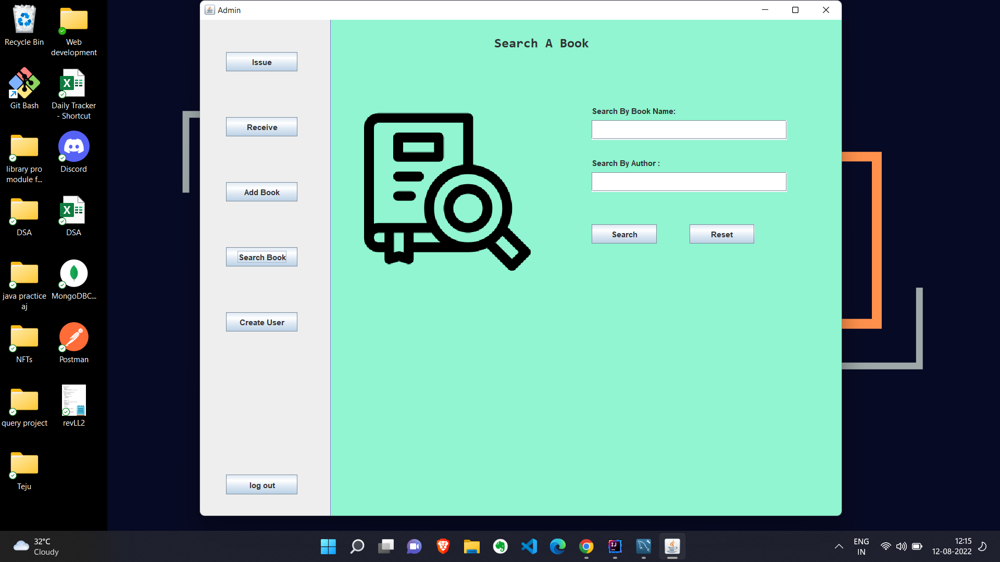 Recycle Bin
Web
development
Git Bash
Daily Tracker
- Shortcut
library pro
module f...
Discord
DSA
DSA
java practice
aj
MongoDBC...
NFTs
Postman
query project
revLL2
Teju
Admin
Issue
Receive
Add Book
Search Book
Create User
log out
Search A Book
Search By Book Name:
Search By Author :
Search
Reset
32°C
Cloudy
ENG
IN
12:15
12-08-2022